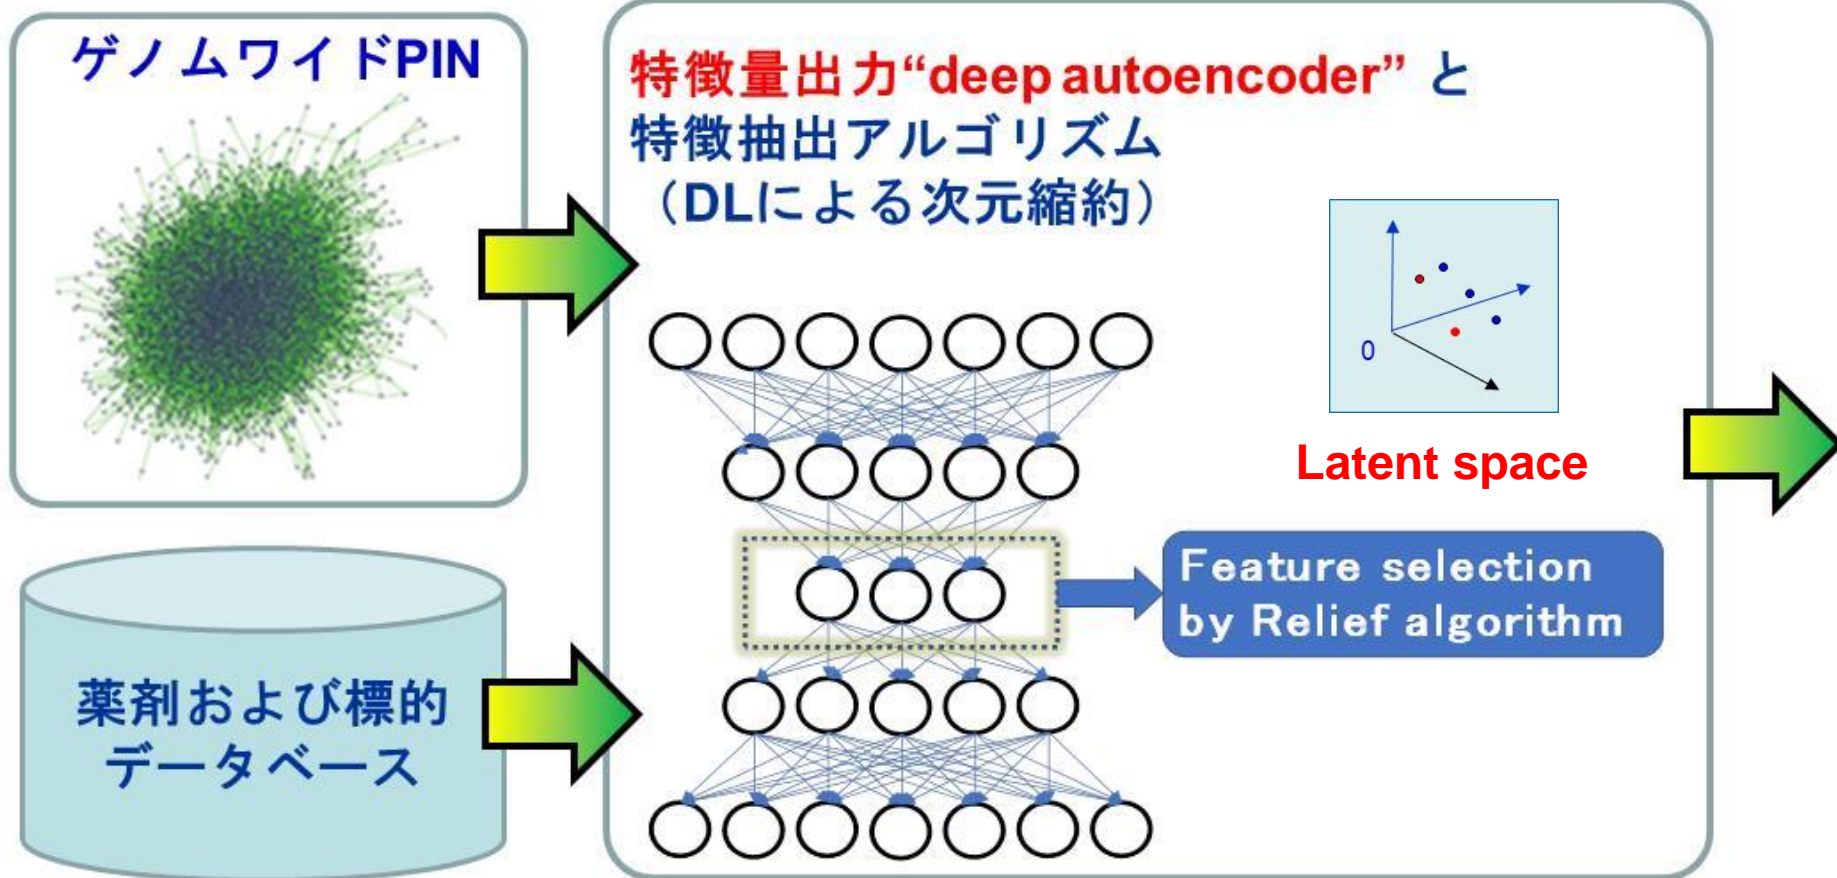 ゲノムワイドPIN
特徴量出力“deep autoencoder” と
特徴抽出アルゴリズム
（DLによる次元縮約）
0
Latent space
Feature selection
by Relief algorithm
薬剤および標的
データベース